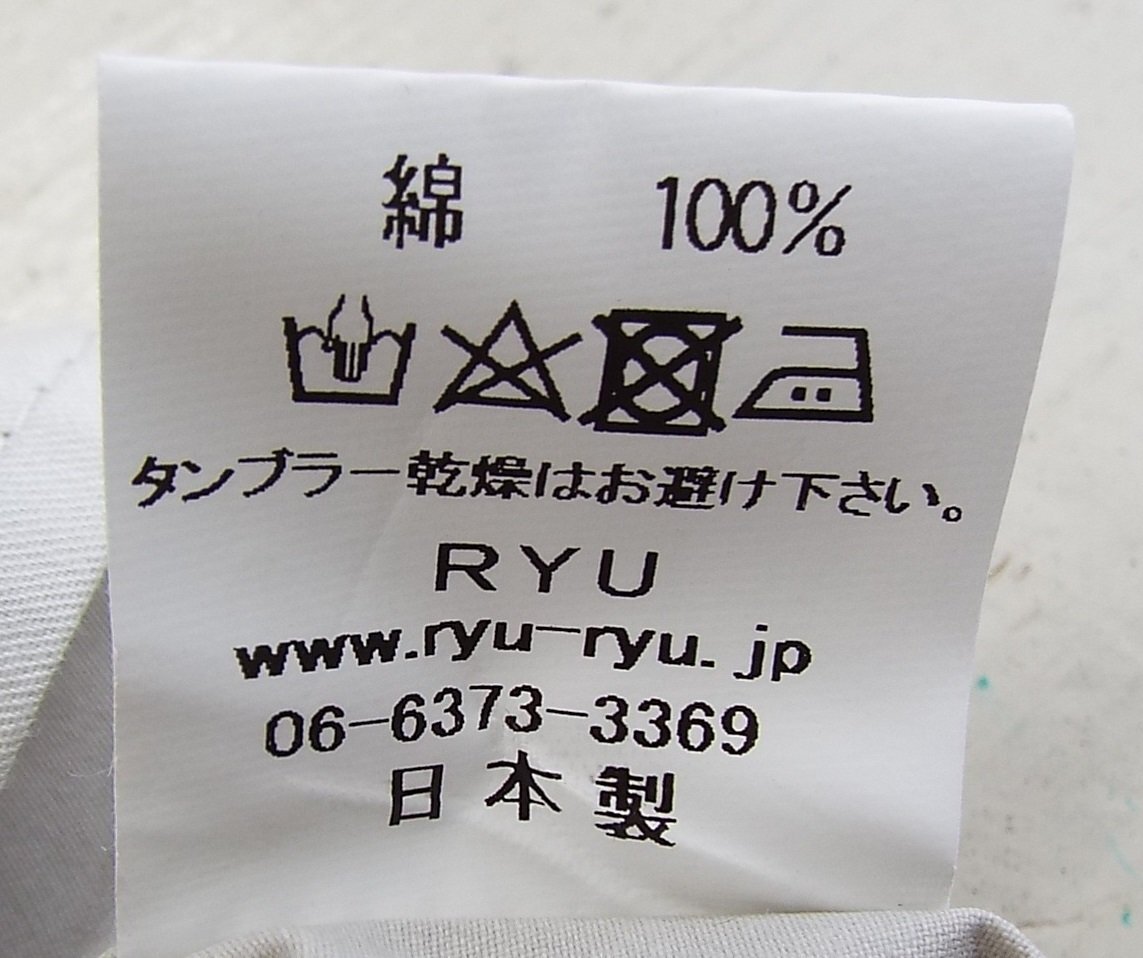 綿 100%
タンブラー乾燥はお避け下さい。
RYU
www.ryu-ryu.jp
06-6373-3369
日本製